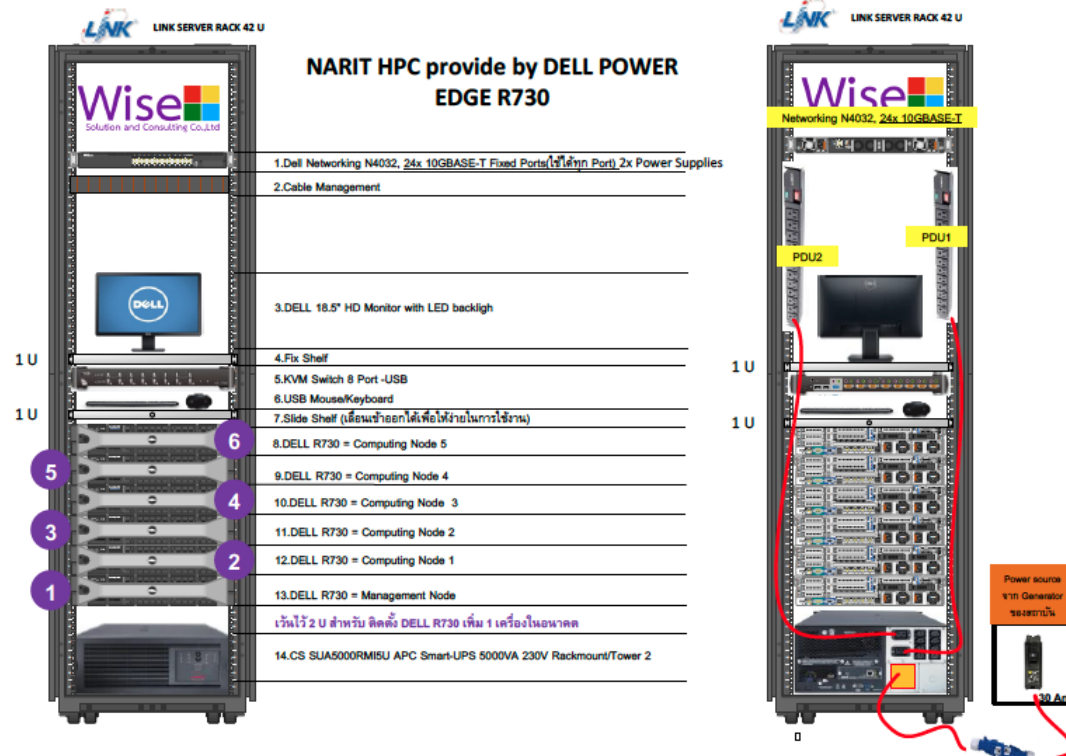 LINK
LINK SERVER RACK 42 U
NARIT HPC provide by DELL POWER
EDGE R730
Wise
Solution and Consulting Co.,Ltd
1.Dell Networking N4032, 24x 10GBASE-T Fixed Ports(ใช้ได้ทุก Port) 2x Power Supplies
2.Cable Management
DELL
3.DELL 18.5" HD Monitor with LED backligh
1 U
4.Fix Shelf
5.KVM Switch 8 Port -USB
6.USB Mouse/Keyboard
1 U
7.Slide Shelf (เลื่อนเข้าออกได้เพื่อให้ง่ายในการใช้งาน)
6
8.DELL R730 = Computing Node 5
5
9.DELL R730 = Computing Node 4
4
10.DELL R730 = Computing Node 3
3
11.DELL R730 = Computing Node 2
2
12.DELL R730 = Computing Node 1
1
13.DELL R730 = Management Node
เว้นไว้ 2 U สำหรับ ติดตั้ง DELL R730 เพิ่ม 1 เครื่องในอนาคต
14.CS SUA5000RMI5U APC Smart-UPS 5000VA 230V Rackmount/Tower 2
LINK
LINK SERVER RACK 42 U
Wise
Networking N4032, 24x 10GBASE-T
PDU1
PDU2
1 U
1 U
Power source
จาก Generator
ของสถาบัน
30 Am